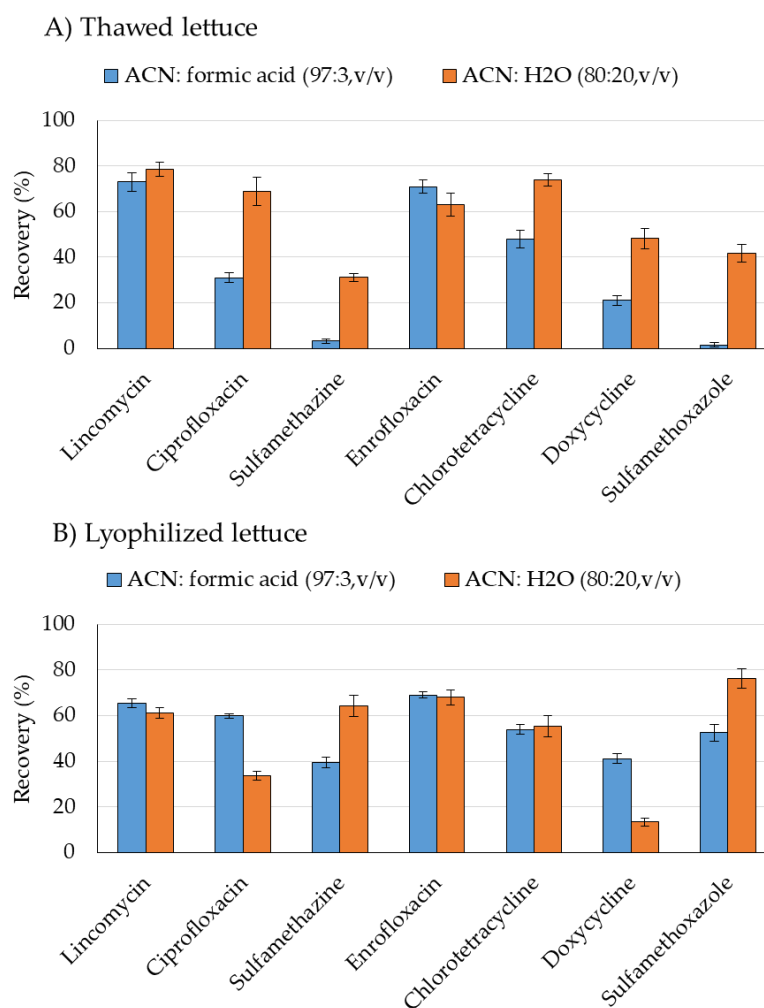 A) Thawed lettuce
ACN: formic acid (97:3,v/v) ACN: H2O (80:20,v/v)
Recovery (%)
100
80
60
40
20
0
Lincomycin
Ciprofloxacin
Sulfamethazine
Enrofloxacin
Chlorotetracycline
Doxycycline
Sulfamethoxazole
B) Lyophilized lettuce
ACN: formic acid (97:3,v/v) ACN: H2O (80:20,v/v)
Recovery (%)
100
80
60
40
20
0
Lincomycin
Ciprofloxacin
Sulfamethazine
Enrofloxacin
Chlorotetracycline
Doxycycline
Sulfamethoxazole